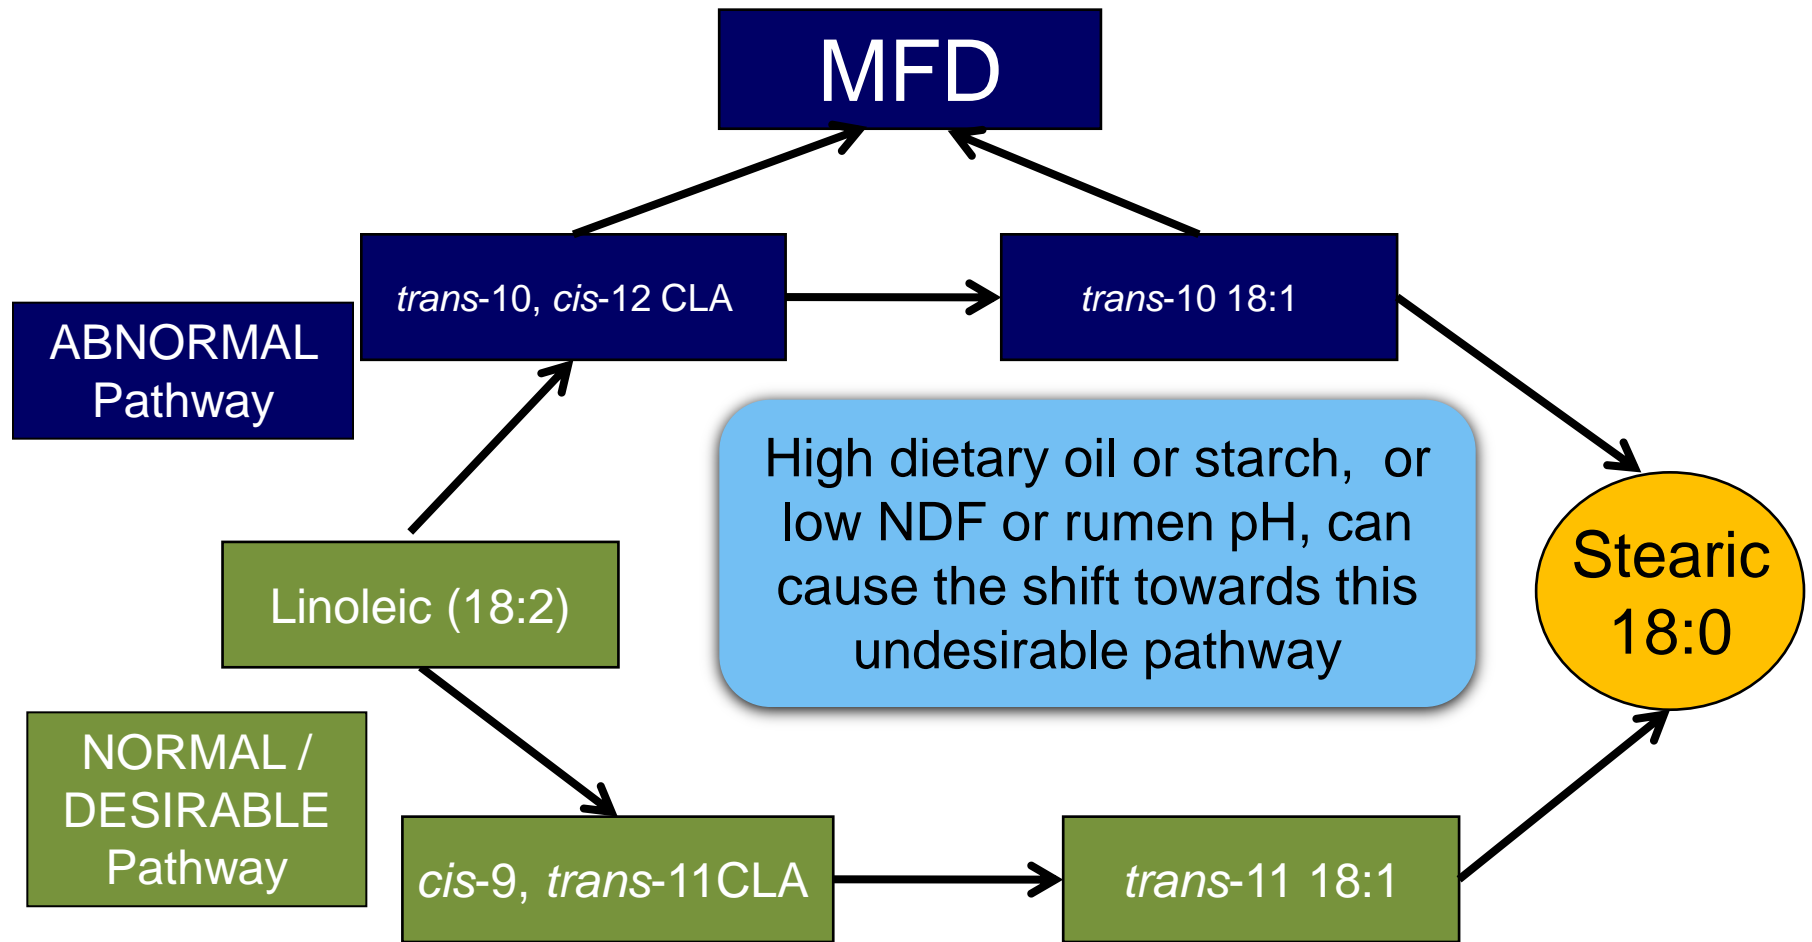 MFD
trans-10, cis-12 CLA
trans-10 18:1
ABNORMAL
Pathway
High dietary oil or starch,  or
low NDF or rumen pH, can
cause the shift towards this
undesirable pathway
Stearic
18:0
Linoleic (18:2)
NORMAL /
DESIRABLE
Pathway
cis-9, trans-11CLA
trans-11 18:1